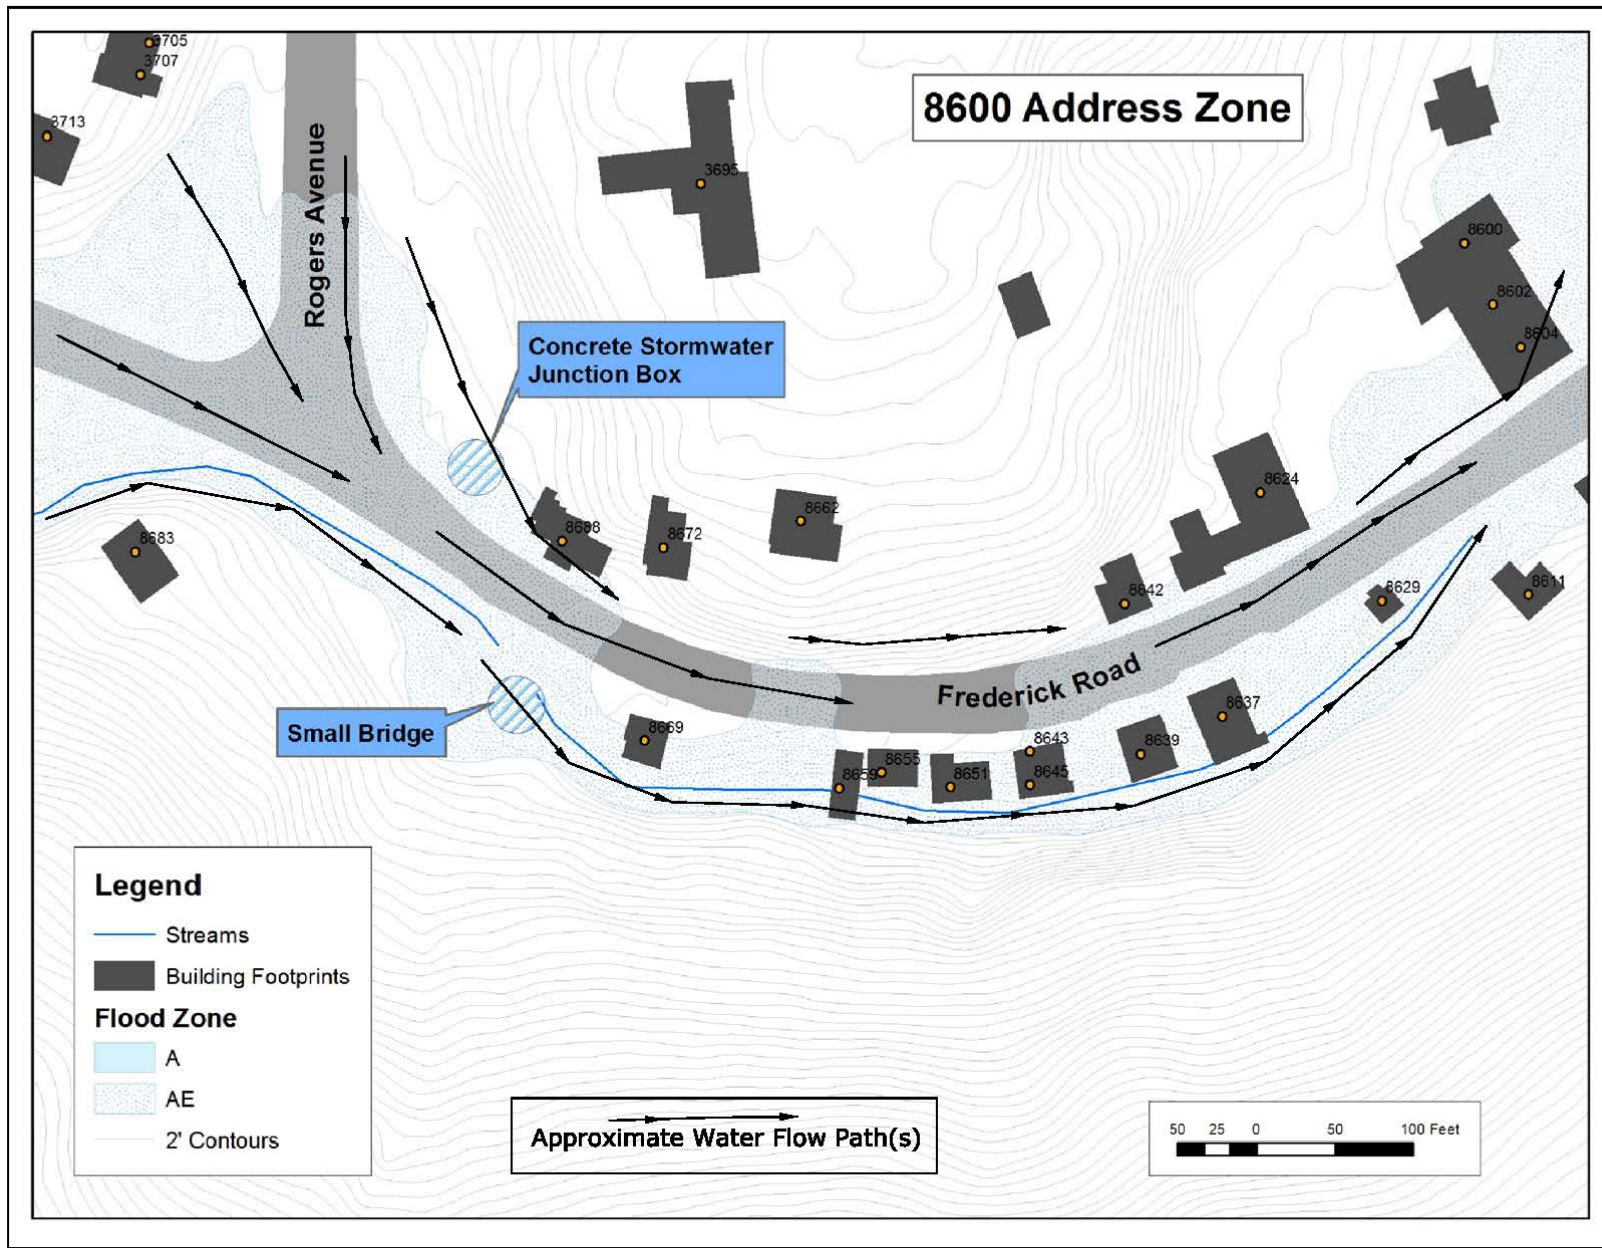 3705
3707
3713
8600 Address Zone
Rogers Avenue
3695
8600
8602
8604
Concrete Stormwater
Junction Box
8624
8662
8688
8672
8683
8642
8629
8611
Frederick Road
Small Bridge
8669
8637
8643
8639
8655
8659
8651
8645
Legend
Streams
Building Footprints
Flood Zone
A
AE
2' Contours
Approximate Water Flow Path(s)
50 25 0 50 100 Feet